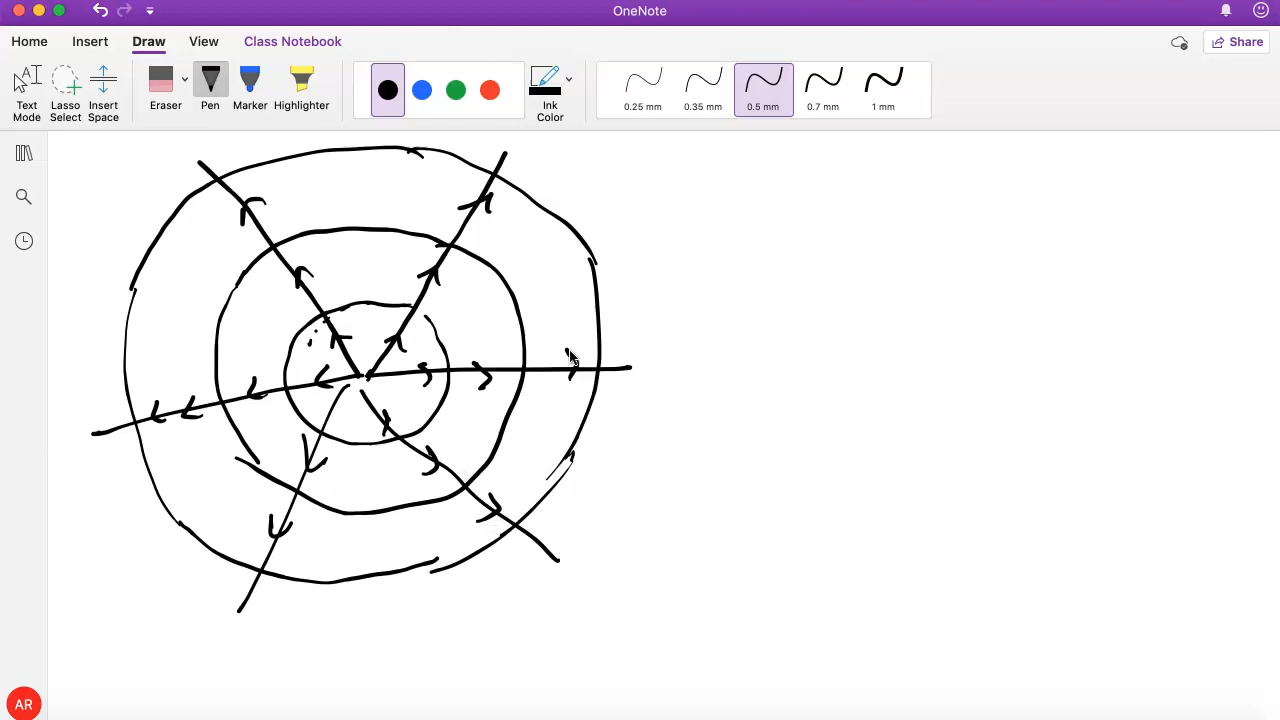 OneNote
Home Insert Draw View Class Notebook Share
Text Mode Lasso Select Insert Space Eraser Pen Marker Highlighter Ink Color 0.25 mm 0.35 mm 0.5 mm 0.7 mm 1 mm
AR